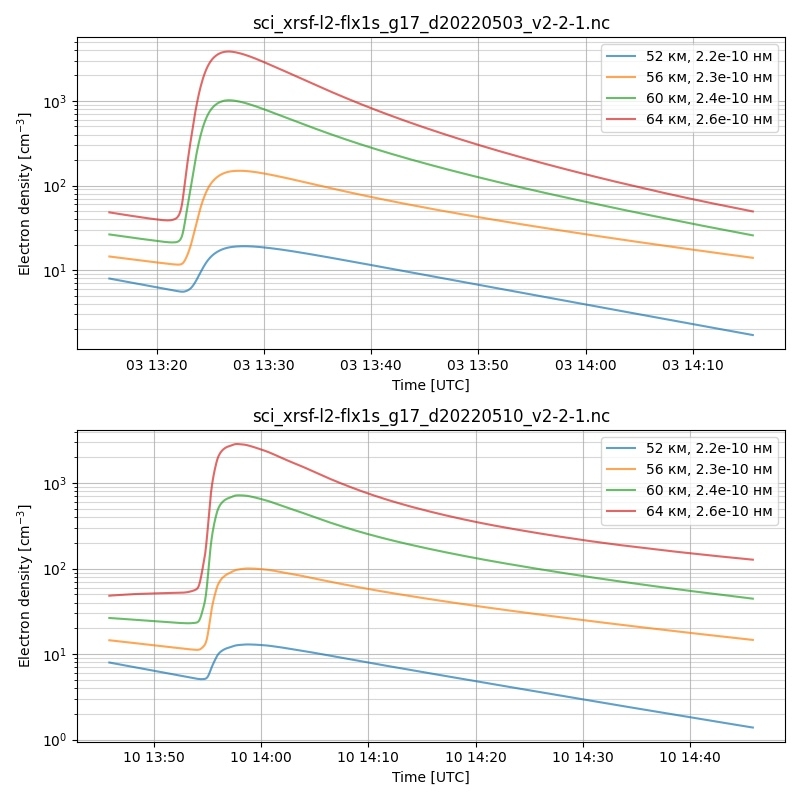 sci_xrsf-l2-flx1s_g17_d20220503_v2-2-1.nc
52 км, 2.2e-10 нм
56 км, 2.3e-10 нм
60 км, 2.4e-10 нм
64 км, 2.6e-10 нм
Electron density [cm⁻³]
10³
10²
10¹
03 13:20 03 13:30 03 13:40 03 13:50 03 14:00 03 14:10
Time [UTC]
sci_xrsf-l2-flx1s_g17_d20220510_v2-2-1.nc
52 км, 2.2e-10 нм
56 км, 2.3e-10 нм
60 км, 2.4e-10 нм
64 км, 2.6e-10 нм
Electron density [cm⁻³]
10³
10²
10¹
10⁰
10 13:50 10 14:00 10 14:10 10 14:20 10 14:30 10 14:40
Time [UTC]